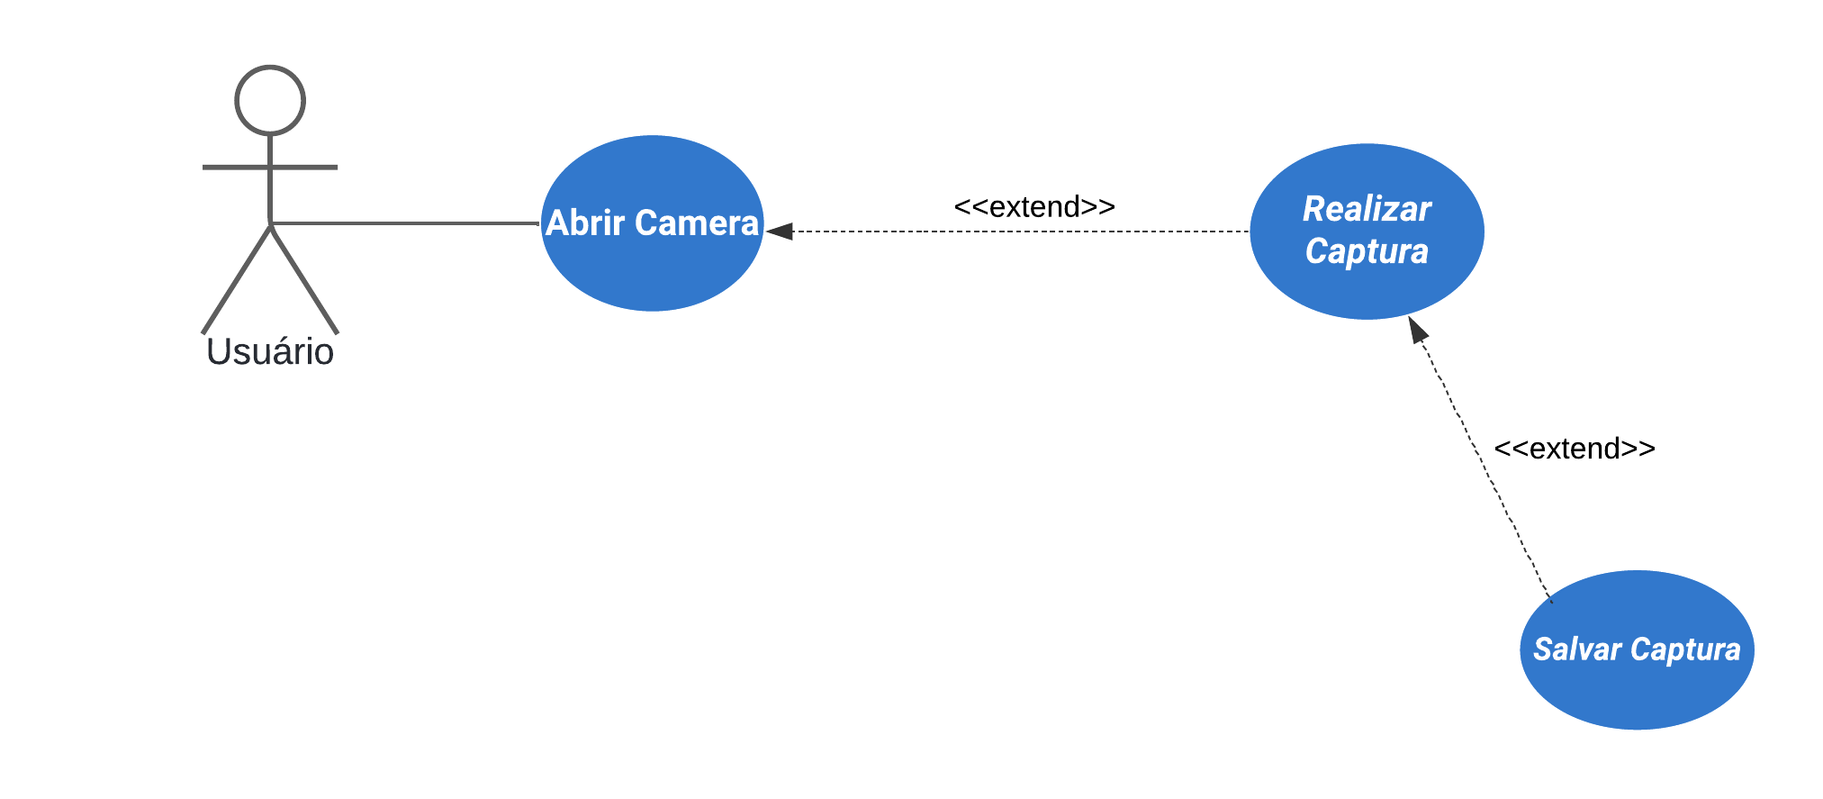 <<extend>>
Realizar
Captura
Abrir Camera
Usuário
<<extend>>
Salvar Captura